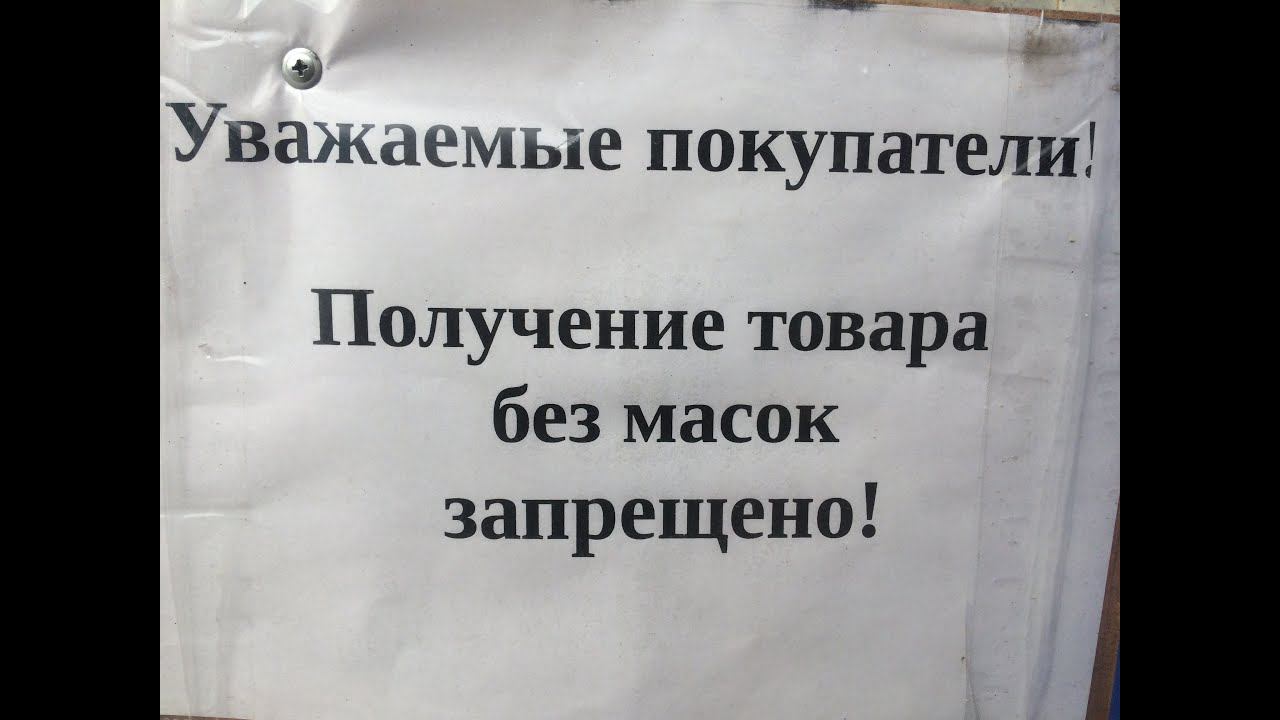 Уважаемые покупатели!
Получение товара
без масок
запрещено!